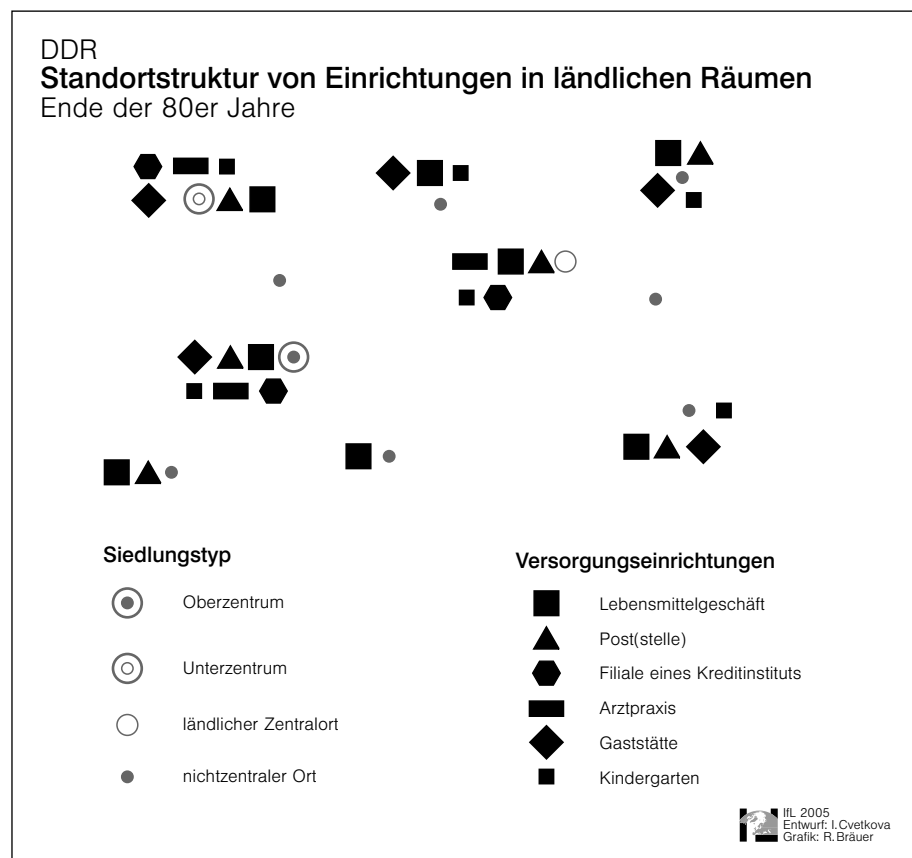 DDR
Standortstruktur von Einrichtungen in ländlichen Räumen
Ende der 80er Jahre
Siedlungstyp
Oberzentrum
Unterzentrum
ländlicher Zentralort
nichtzentraler Ort
Versorgungseinrichtungen
Lebensmittelgeschäft
Post(stelle)
Filiale eines Kreditinstituts
Arztpraxis
Gaststätte
Kindergarten
IfL 2005
Entwurf: I.Cvetkova
Grafik: R.Bräuer